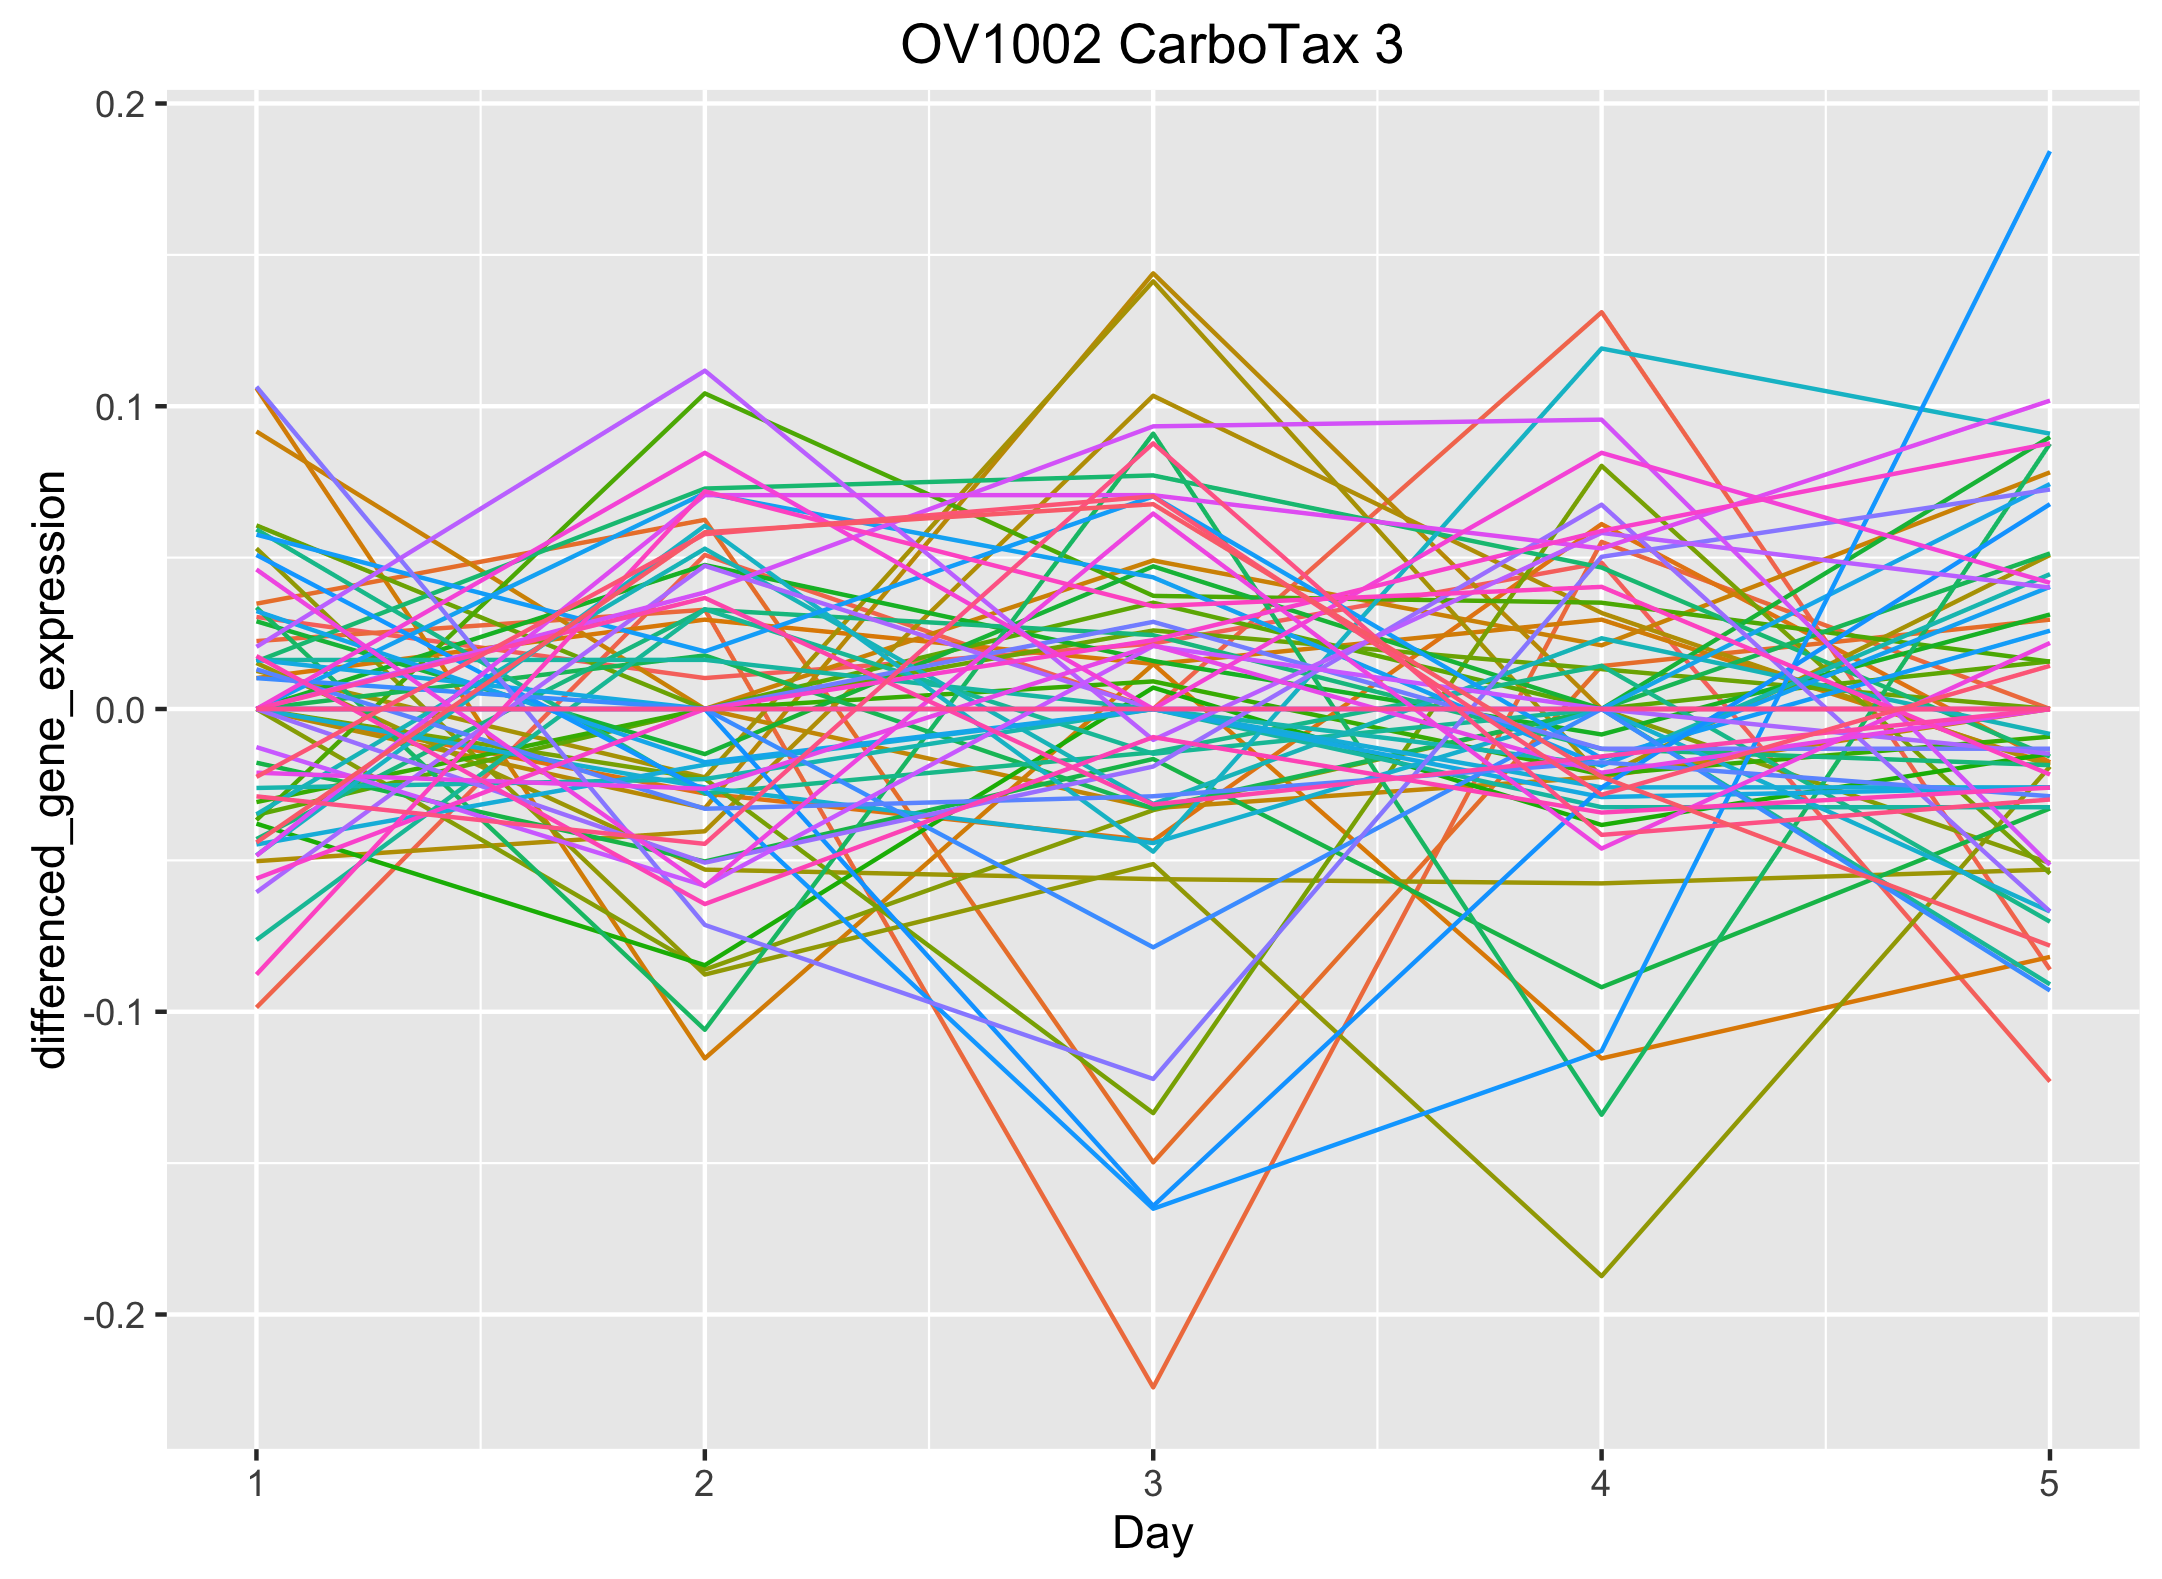 OV1002 CarboTax 3
differenced_gene_expression
0.2
0.1
0.0
-0.1
-0.2
1 2 3 4 5
Day